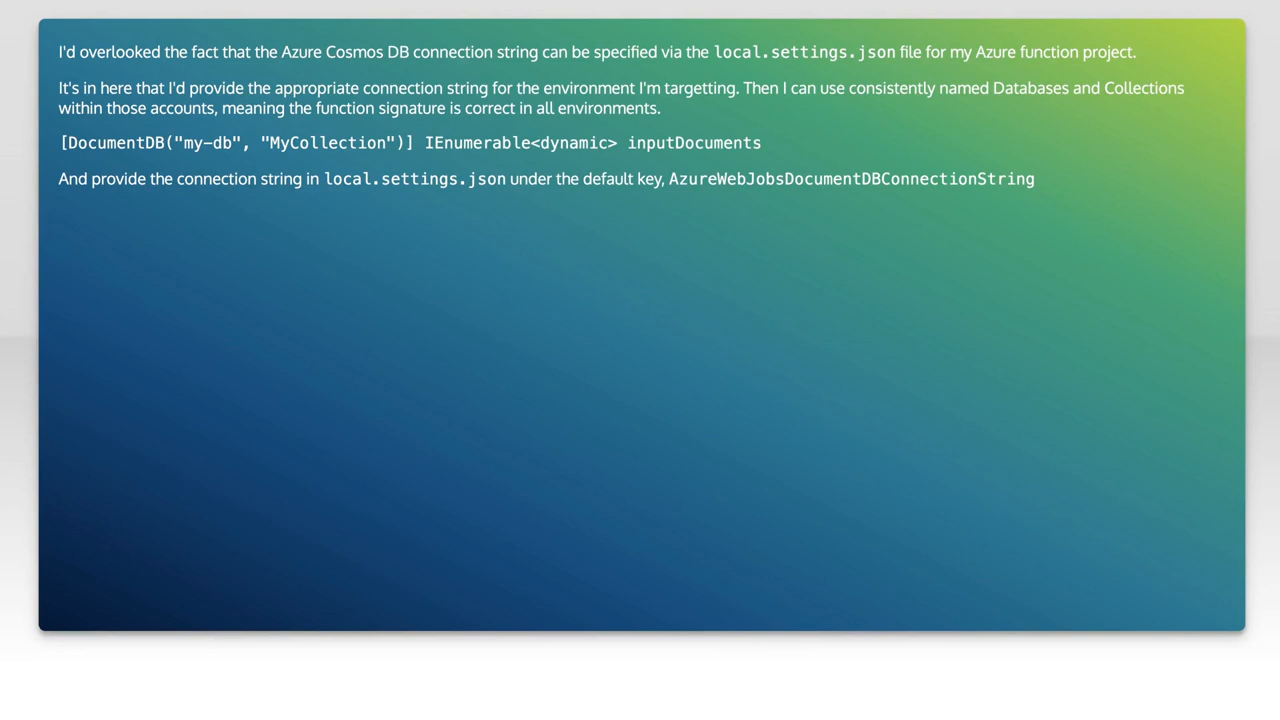 I'd overlooked the fact that the Azure Cosmos DB connection string can be specified via the local.settings.json file for my Azure function project.
It's in here that I'd provide the appropriate connection string for the environment I'm targetting. Then I can use consistently named Databases and Collections
within those accounts, meaning the function signature is correct in all environments.
[DocumentDB("my-db", "MyCollection")] IEnumerable<dynamic> inputDocuments
And provide the connection string in local.settings.json under the default key, AzureWebJobsDocumentDBConnectionString